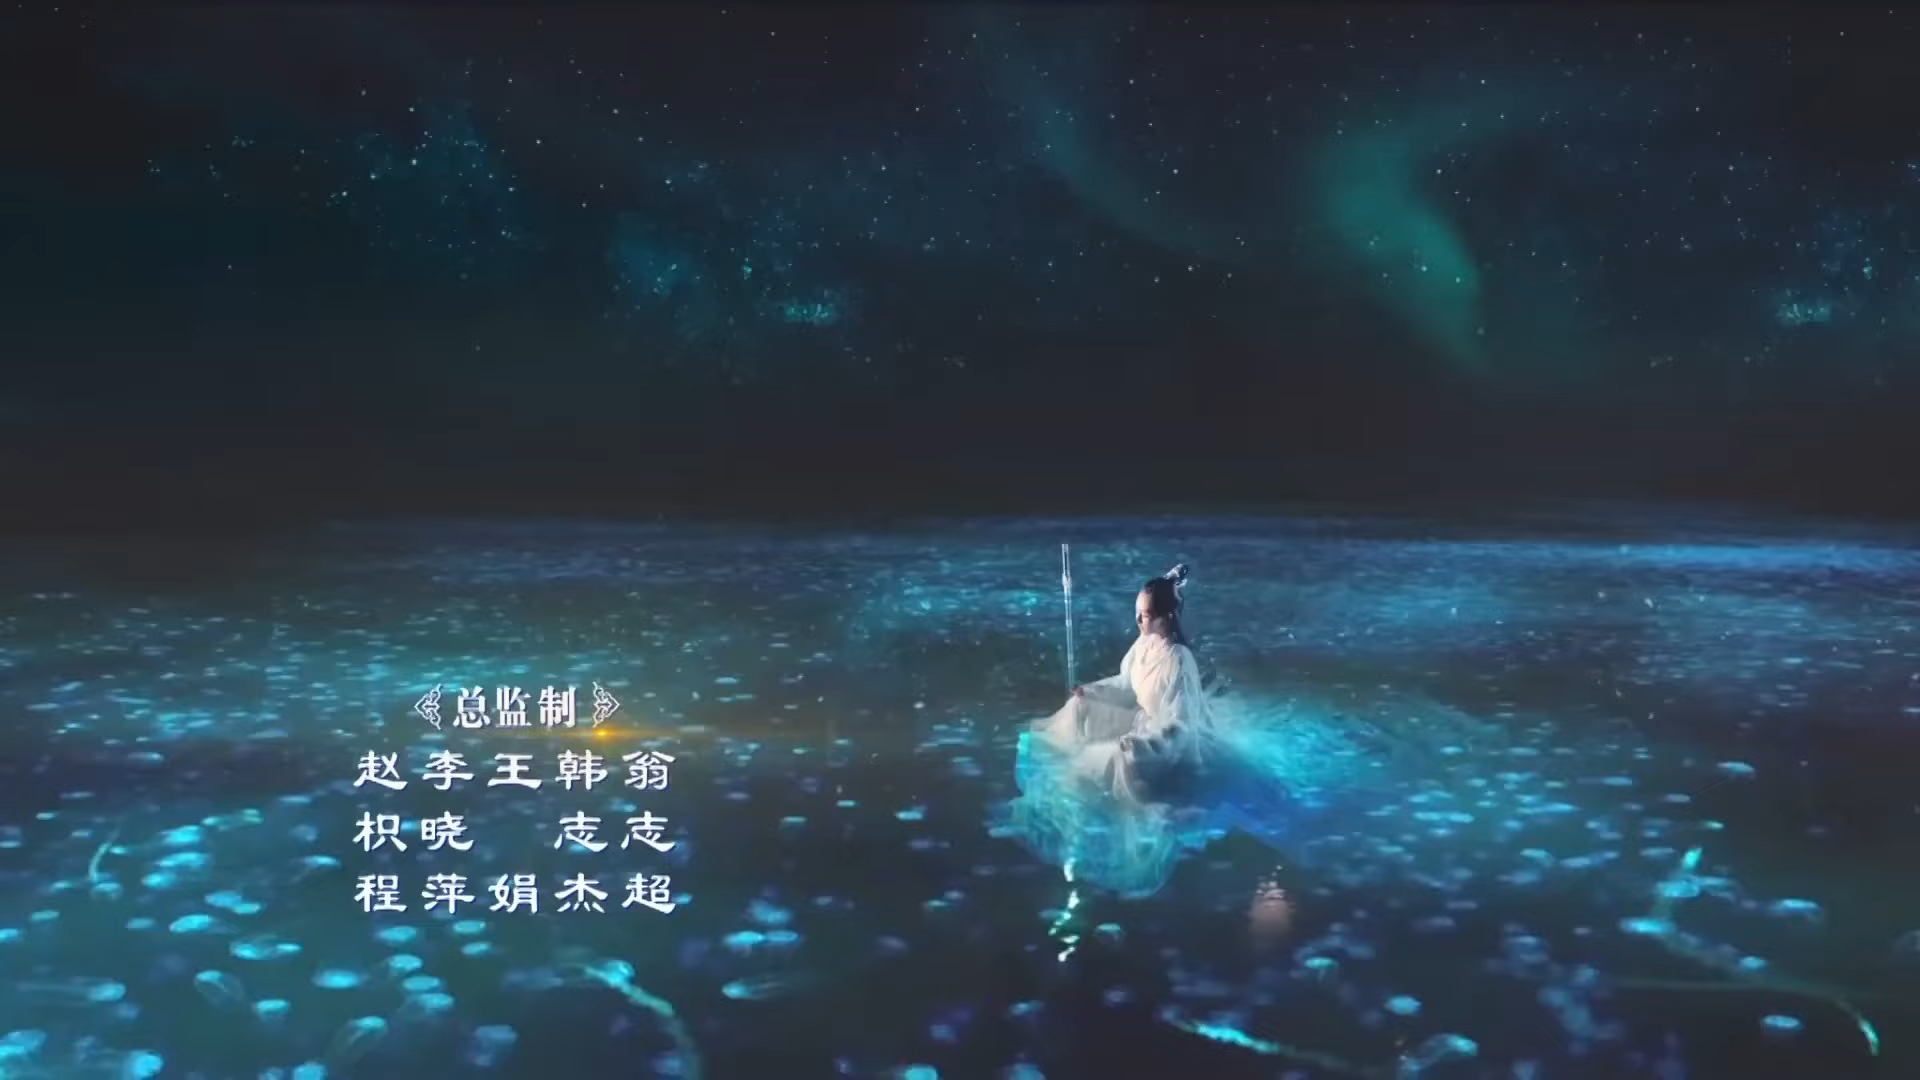 总监制
赵枳程
李晓萍
王娟
韩志杰
翁志超